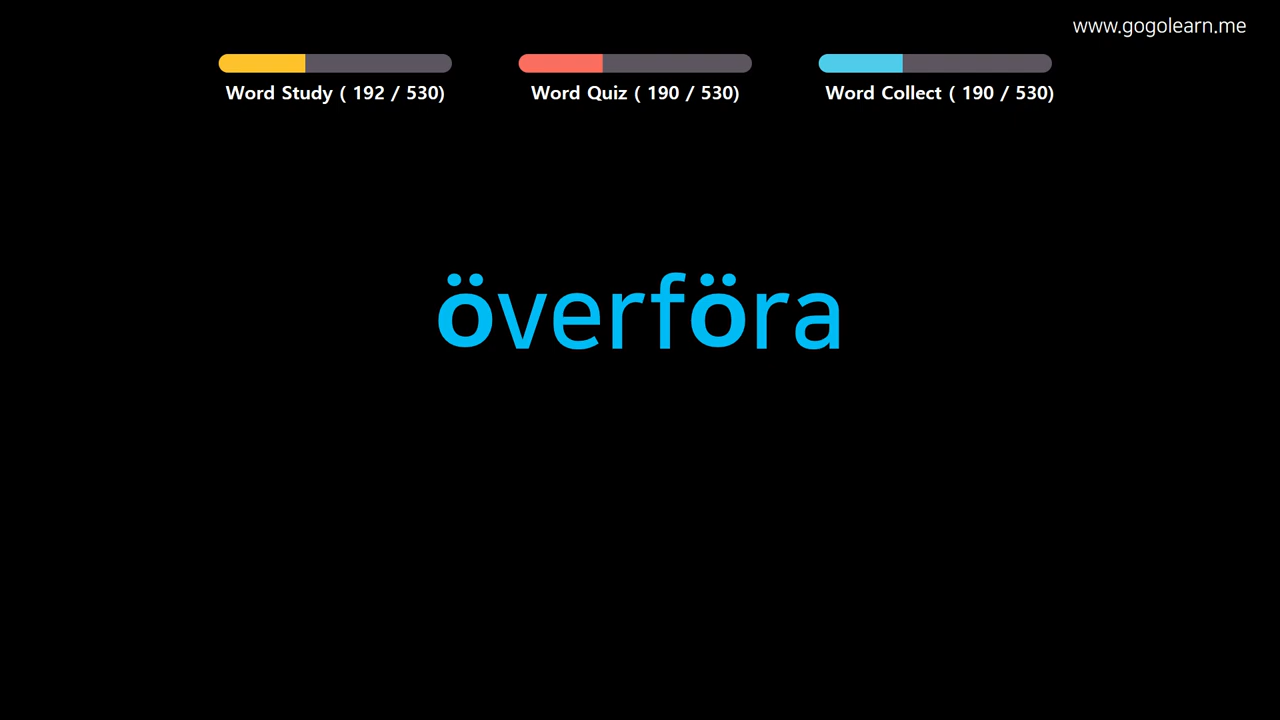 www.gogolearn.me
Word Study ( 192 / 530)
Word Quiz ( 190 / 530)
Word Collect ( 190 / 530)
överföra